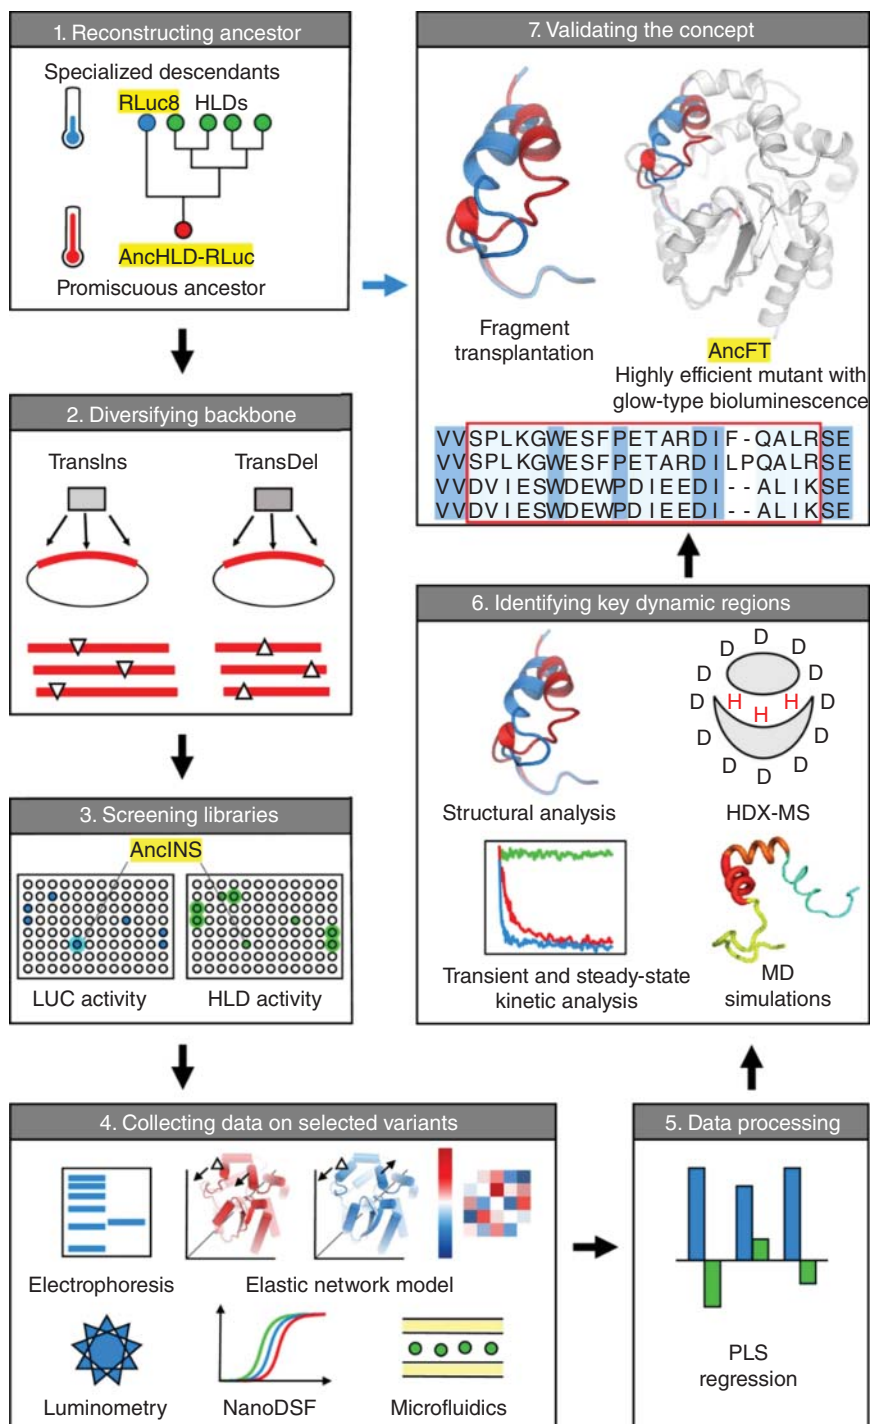 1. Reconstructing ancestor
Specialized descendants
RLuc8 HLDs
AncHLD-RLuc
Promiscuous ancestor
2. Diversifying backbone
TransIns TransDel
3. Screening libraries
AncINS
LUC activity HLD activity
4. Collecting data on selected variants
Electrophoresis Elastic network model
Luminometry NanoDSF Microfluidics
5. Data processing
PLS
regression
6. Identifying key dynamic regions
D D D D D D D D D D D D
H H H
Structural analysis HDX-MS
Transient and steady-state
kinetic analysis
MD
simulations
7. Validating the concept
Fragment
transplantation
AncFT
Highly efficient mutant with
glow-type bioluminescence
VVSPLKGWESFPETARDIF-QALRSE
VVSPLKGWESFPETARDILPQALRSE
VVDVIESWDEWPDIEEDI--ALIKSE
VVDVIESWDEWPDIEEDI--ALIKSE